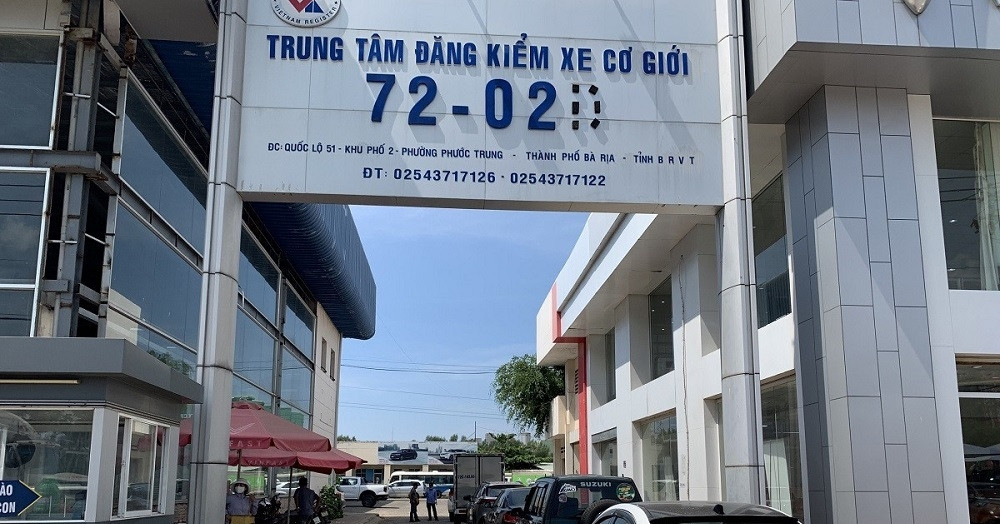 VIETNAM REGISTER
TRUNG TÂM ĐĂNG KIỂM XE CƠ GIỚI
72-02D
ĐC: QUỐC LỘ 51 - KHU PHỐ 2 - PHƯỜNG PHƯỚC TRUNG - THÀNH PHỐ BÀ RỊA - TỈNH B R V T
ĐT: 02543717126 - 02543717122
SUZUKI